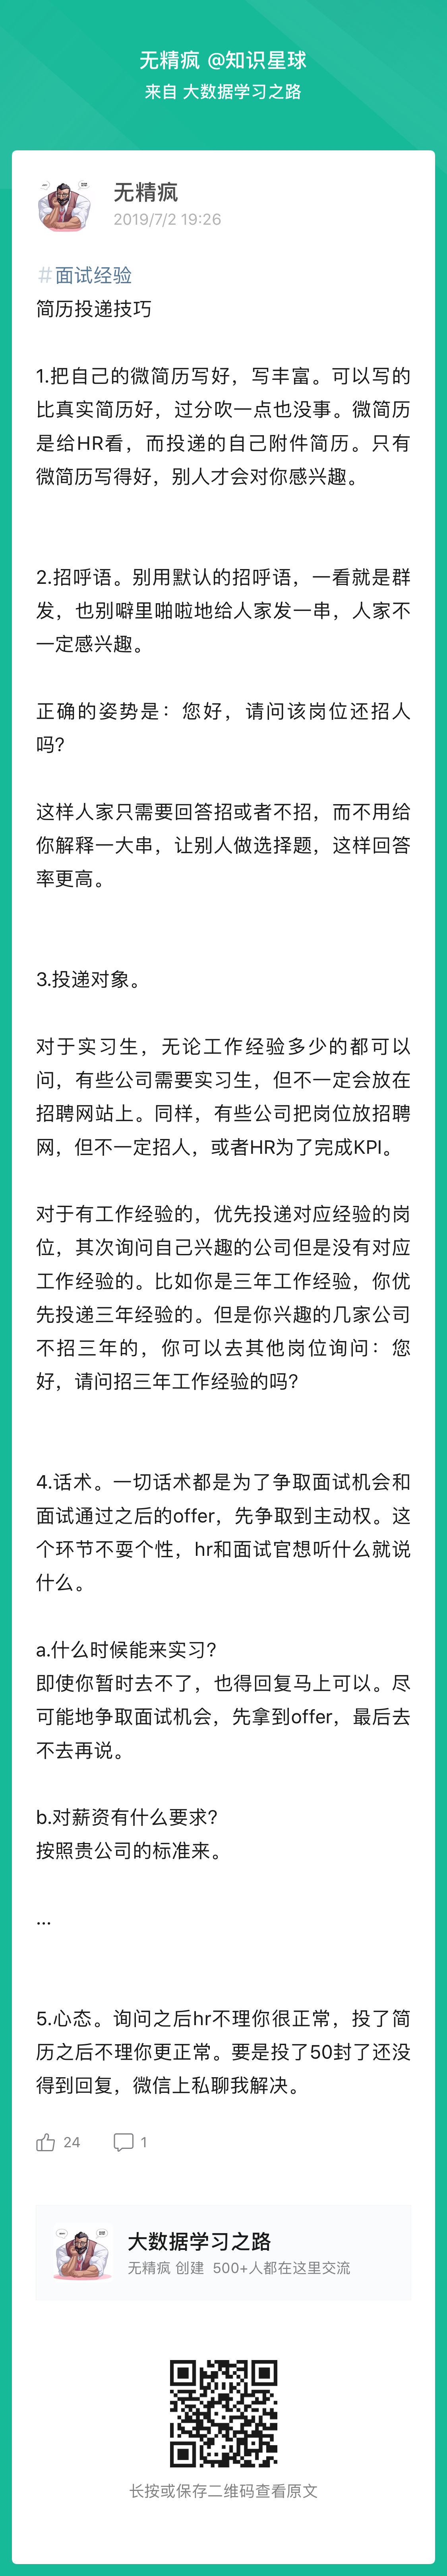 无精疯 @知识星球
来自 大数据学习之路
无精疯
2019/7/2 19:26
#面试经验
简历投递技巧
1.把自己的微简历写好，写丰富。可以写的
比真实简历好，过分吹一点也没事。微简历
是给HR看，而投递的自己附件简历。只有
微简历写得好，别人才会对你感兴趣。
2.招呼语。别用默认的招呼语，一看就是群
发，也别噼里啪啦地给人家发一串，人家不
一定感兴趣。
正确的姿势是：您好，请问该岗位还招人
吗?
这样人家只需要回答招或者不招，而不用给
你解释一大串，让别人做选择题，这样回答
率更高。
3.投递对象。
对于实习生，无论工作经验多少的都可以
问，有些公司需要实习生，但不一定会放在
招聘网站上。同样，有些公司把岗位放招聘
网，但不一定招人，或者HR为了完成KPI。
对于有工作经验的，优先投递对应经验的岗
位，其次询问自己兴趣的公司但是没有对应
工作经验的。比如你是三年工作经验，你优
先投递三年经验的。但是你兴趣的几家公司
不招三年的，你可以去其他岗位询问：您
好，请问招三年工作经验的吗?
4.话术。一切话术都是为了争取面试机会和
面试通过之后的offer，先争取到主动权。这
个环节不耍个性，hr和面试官想听什么就说
什么。
a.什么时候能来实习?
即使你暂时去不了，也得回复马上可以。尽
可能地争取面试机会，先拿到offer，最后去
不去再说。
b.对薪资有什么要求?
按照贵公司的标准来。
...
5.心态。询问之后hr不理你很正常，投了简
历之后不理你更正常。要是投了50封了还没
得到回复，微信上私聊我解决。
24 1
大数据学习之路
无精疯 创建 500+人都在这里交流
长按或保存二维码查看原文